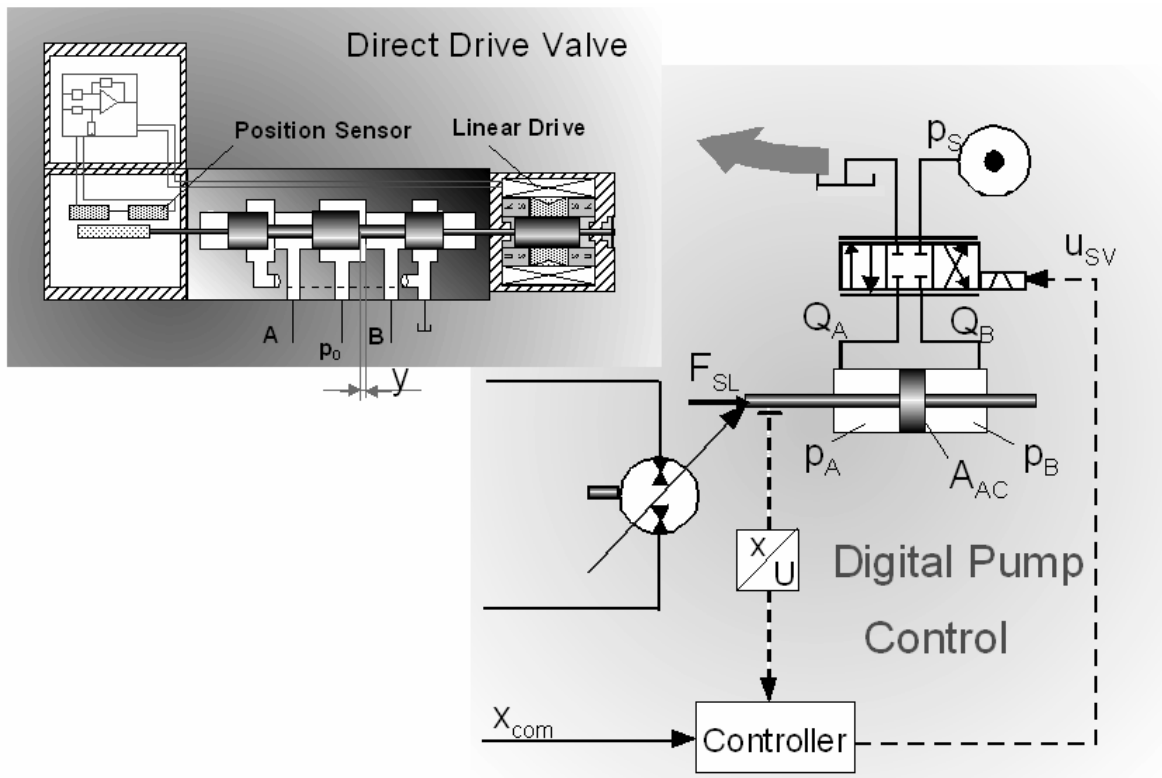 Direct Drive Valve
Position Sensor
Linear Drive
A
p₀
B
y
pS
uSV
QA
QB
FSL
pA
AAC
pB
x
U
Digital Pump
Control
xcom
Controller